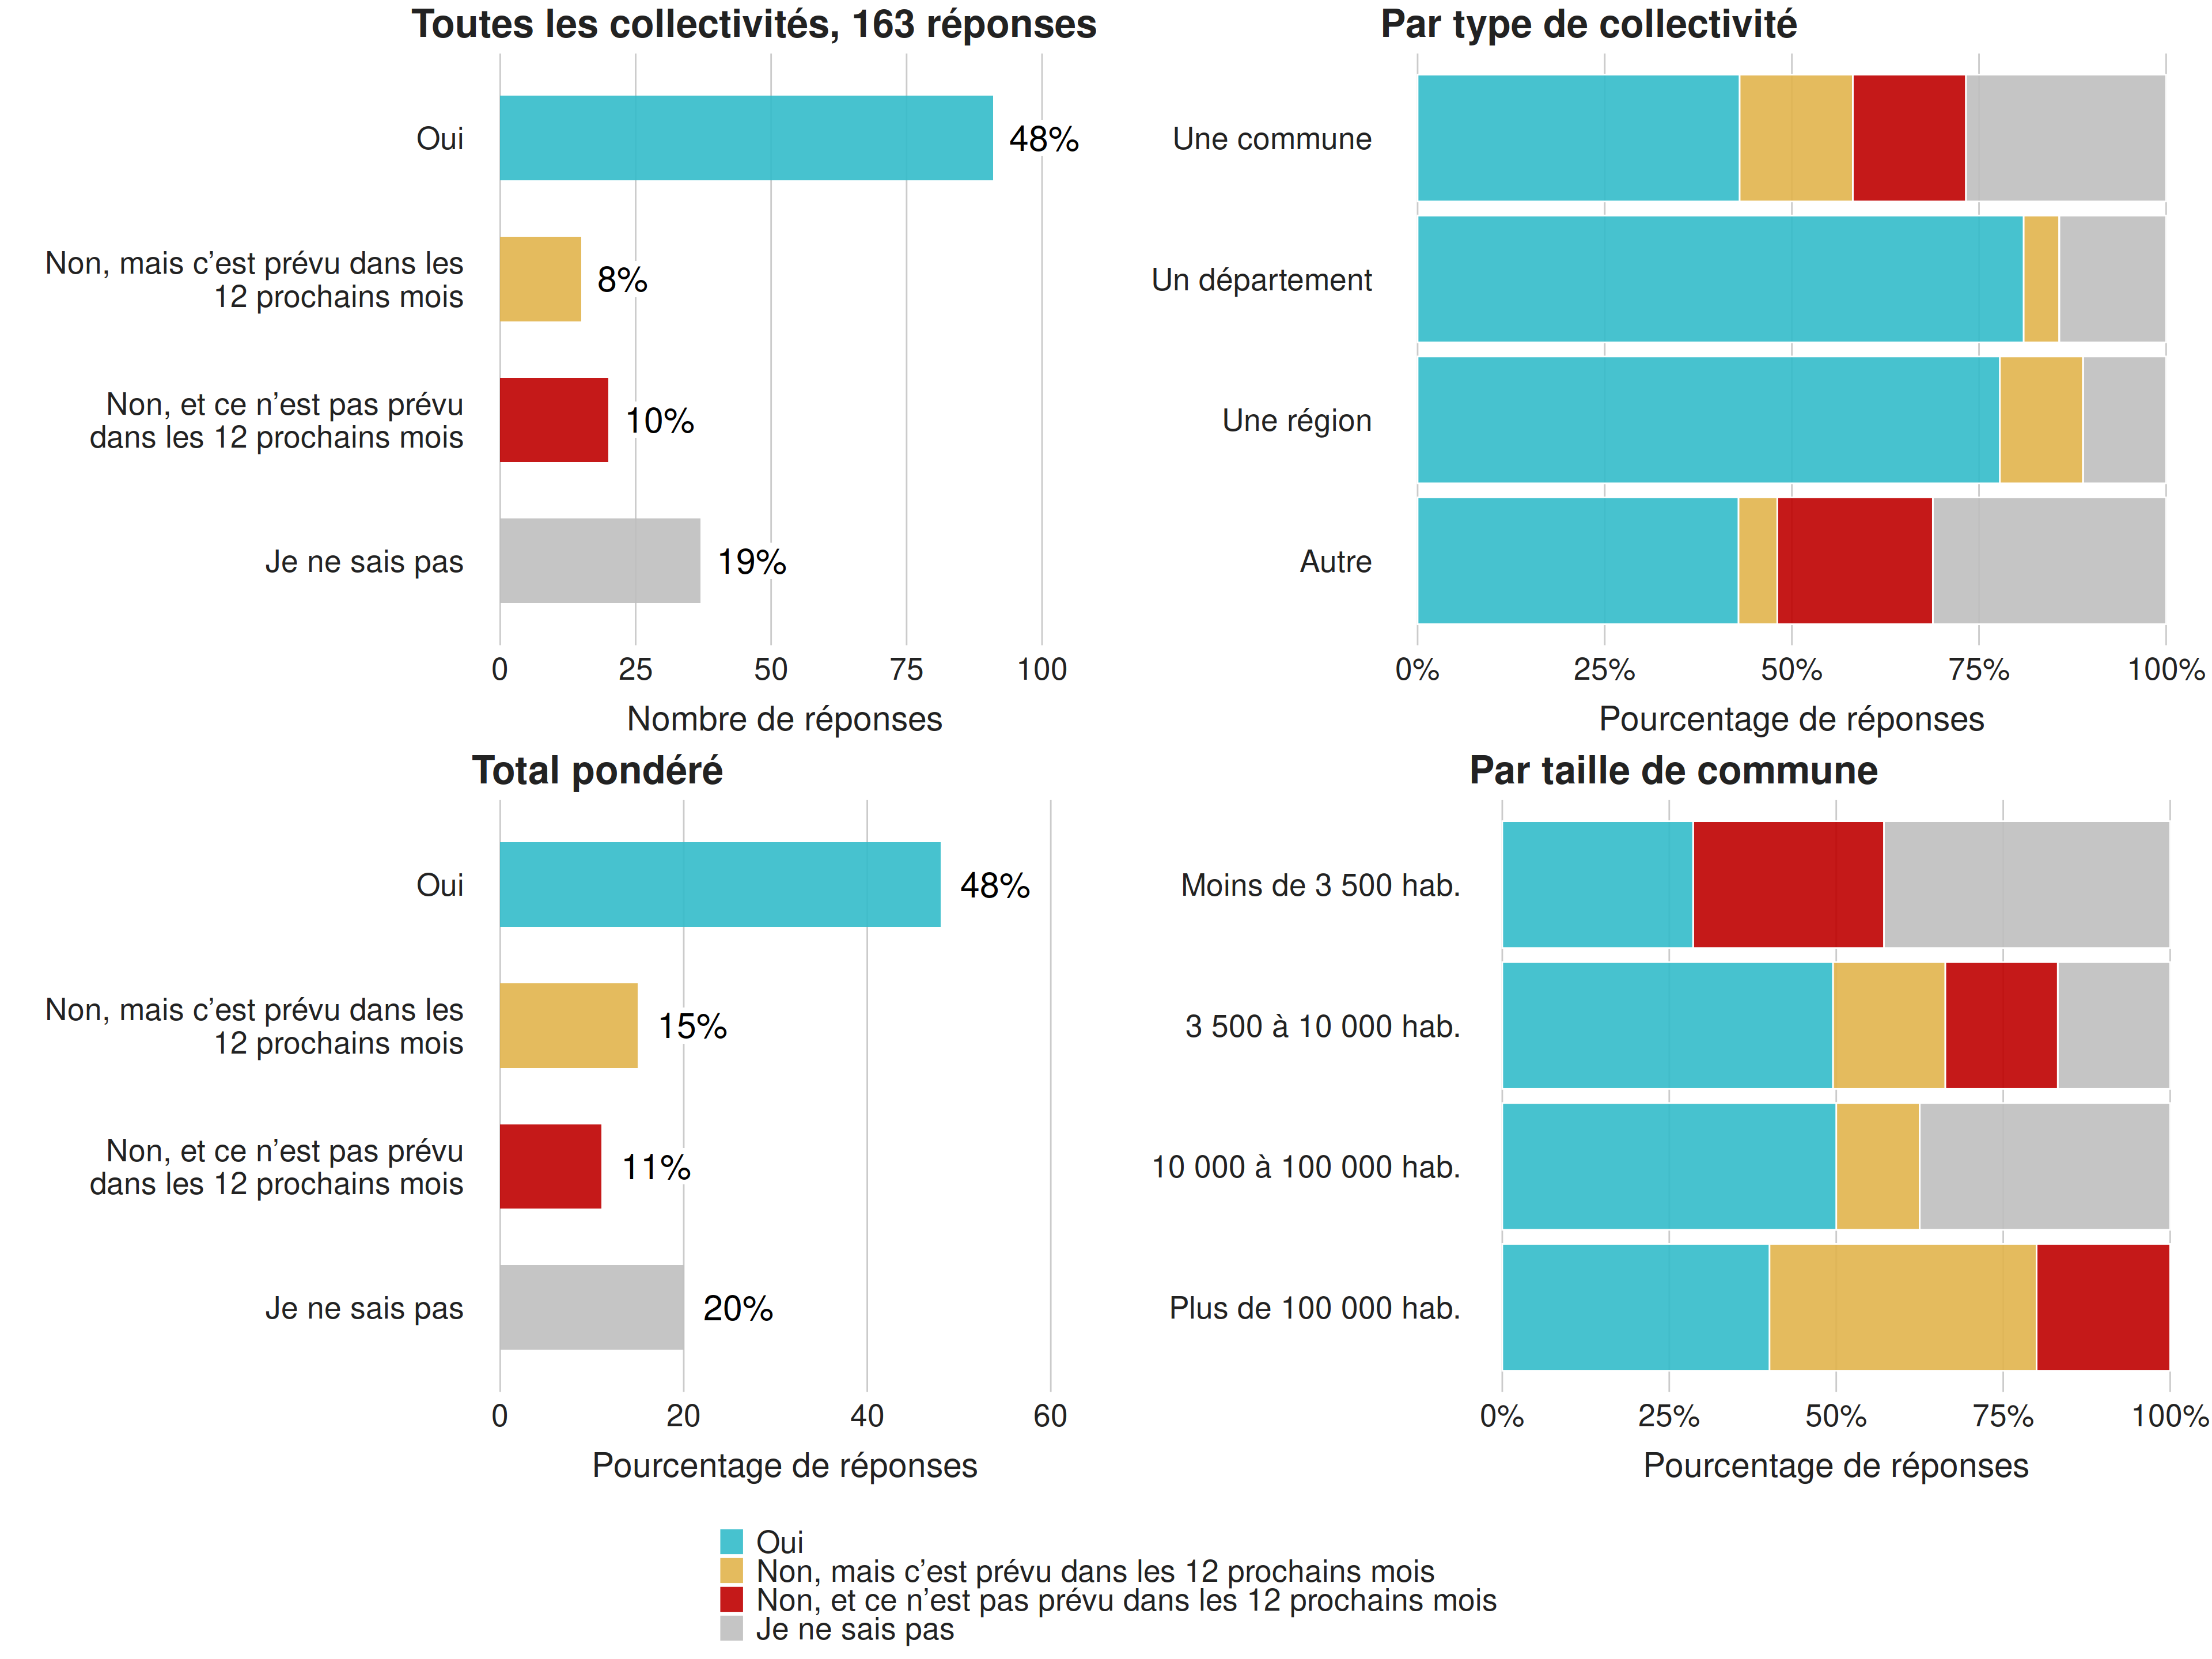 Toutes les collectivités, 163 réponses
Oui
48%
Non, mais c’est prévu dans les
12 prochains mois
8%
Non, et ce n’est pas prévu
dans les 12 prochains mois
10%
Je ne sais pas
19%
0 25 50 75 100
Nombre de réponses
Par type de collectivité
Une commune
Un département
Une région
Autre
0% 25% 50% 75% 100%
Pourcentage de réponses
Total pondéré
Oui
48%
Non, mais c’est prévu dans les
12 prochains mois
15%
Non, et ce n’est pas prévu
dans les 12 prochains mois
11%
Je ne sais pas
20%
0 20 40 60
Pourcentage de réponses
Par taille de commune
Moins de 3 500 hab.
3 500 à 10 000 hab.
10 000 à 100 000 hab.
Plus de 100 000 hab.
0% 25% 50% 75% 100%
Pourcentage de réponses
Oui
Non, mais c’est prévu dans les 12 prochains mois
Non, et ce n’est pas prévu dans les 12 prochains mois
Je ne sais pas